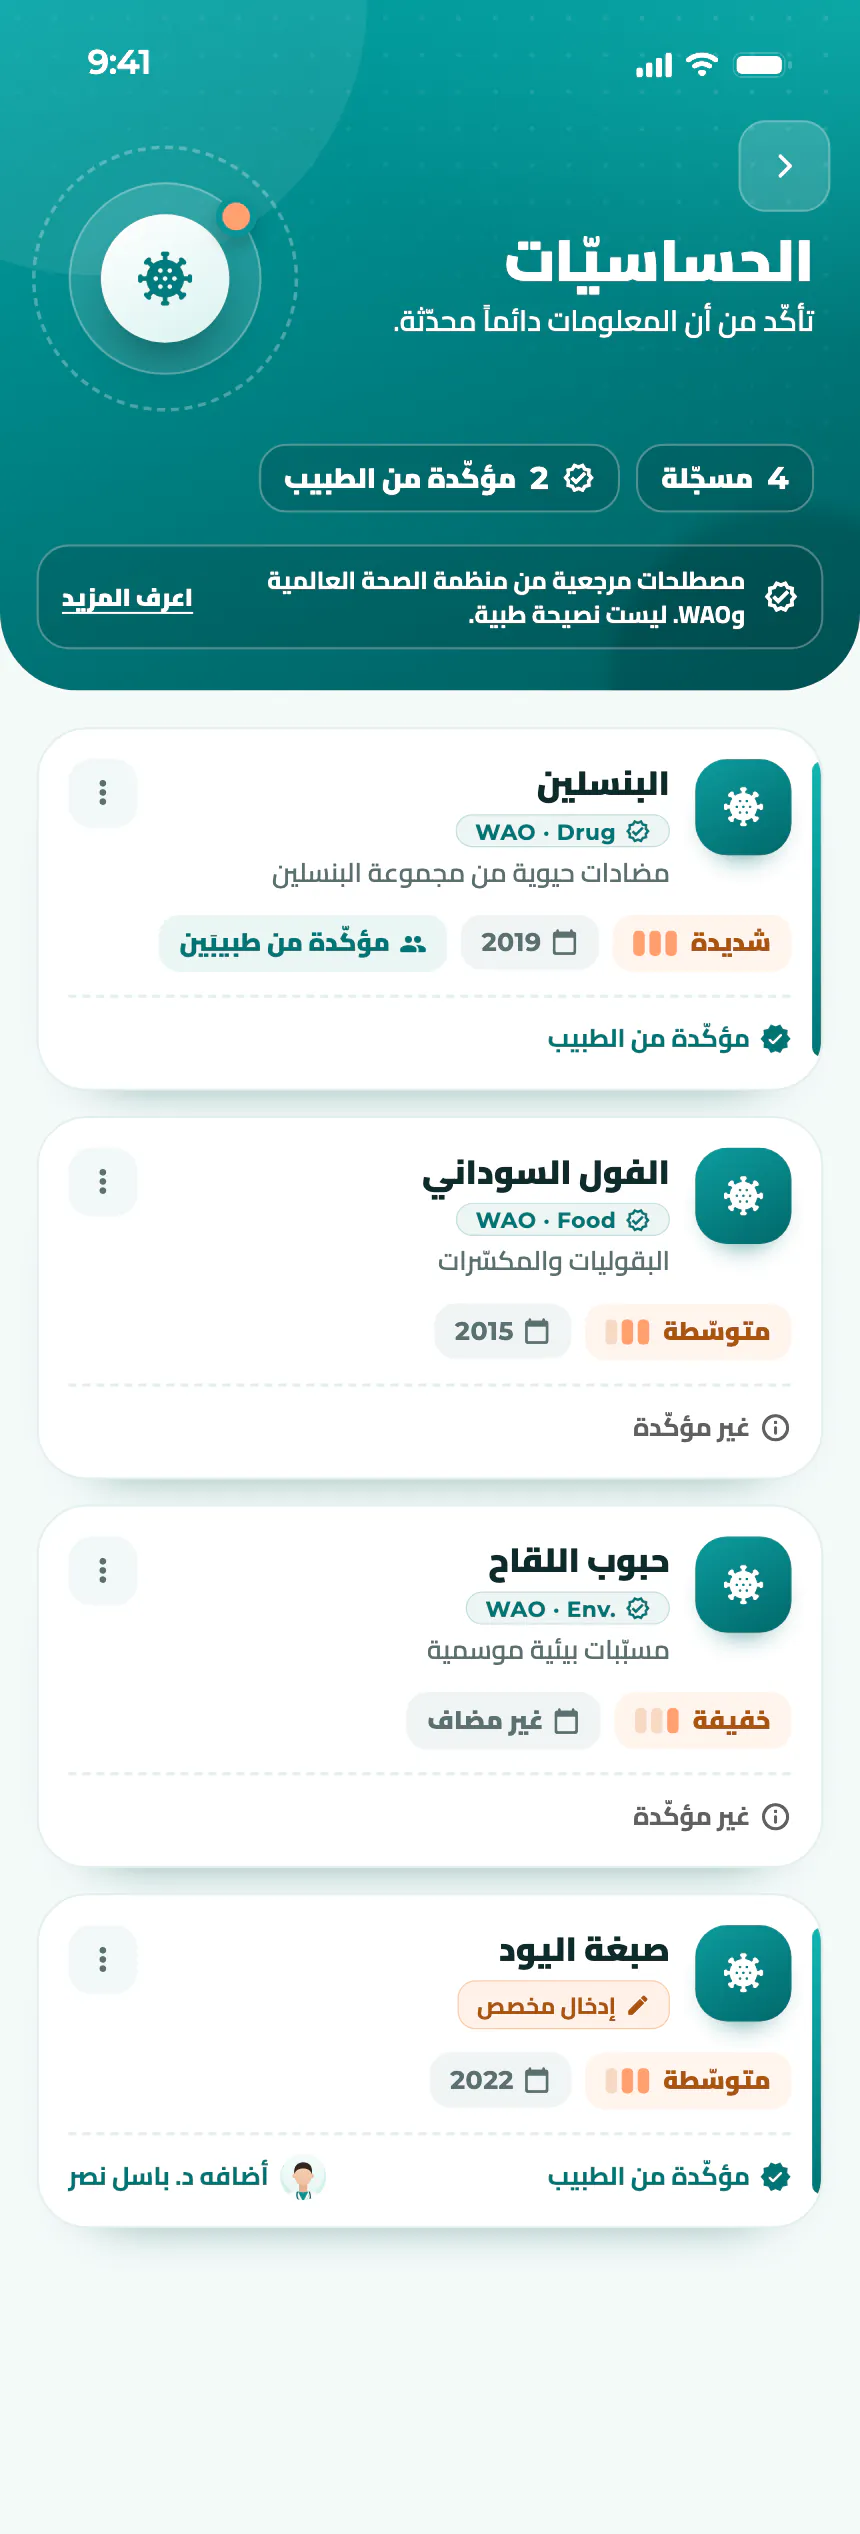 9:41
الحساسيّات
تأكّد من أن المعلومات دائماً محدّثة.
4 مسجّلة
2 مؤكّدة من الطبيب
مصطلحات مرجعية من منظمة الصحة العالمية
وWAO. ليست نصيحة طبية.
اعرف المزيد
البنسلين
WAO · Drug
مضادات حيوية من مجموعة البنسلين
شديدة
2019
مؤكّدة من طبيبَين
مؤكّدة من الطبيب
الفول السوداني
WAO · Food
البقوليات والمكسّرات
متوسّطة
2015
غير مؤكّدة
حبوب اللقاح
WAO · Env.
مسبّبات بيئية موسمية
خفيفة
غير مضاف
غير مؤكّدة
صبغة اليود
إدخال مخصص
متوسّطة
2022
مؤكّدة من الطبيب
أضافه د. باسل نصر